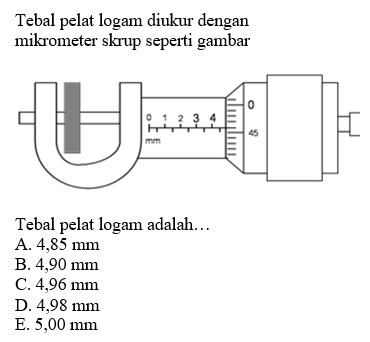 Tebal pelat logam diukur dengan
mikrometer skrup seperti gambar
0 1 2 3 4
mm
0
45
Tebal pelat logam adalah…
A. 4,85 mm
B. 4,90 mm
C. 4,96 mm
D. 4,98 mm
E. 5,00 mm